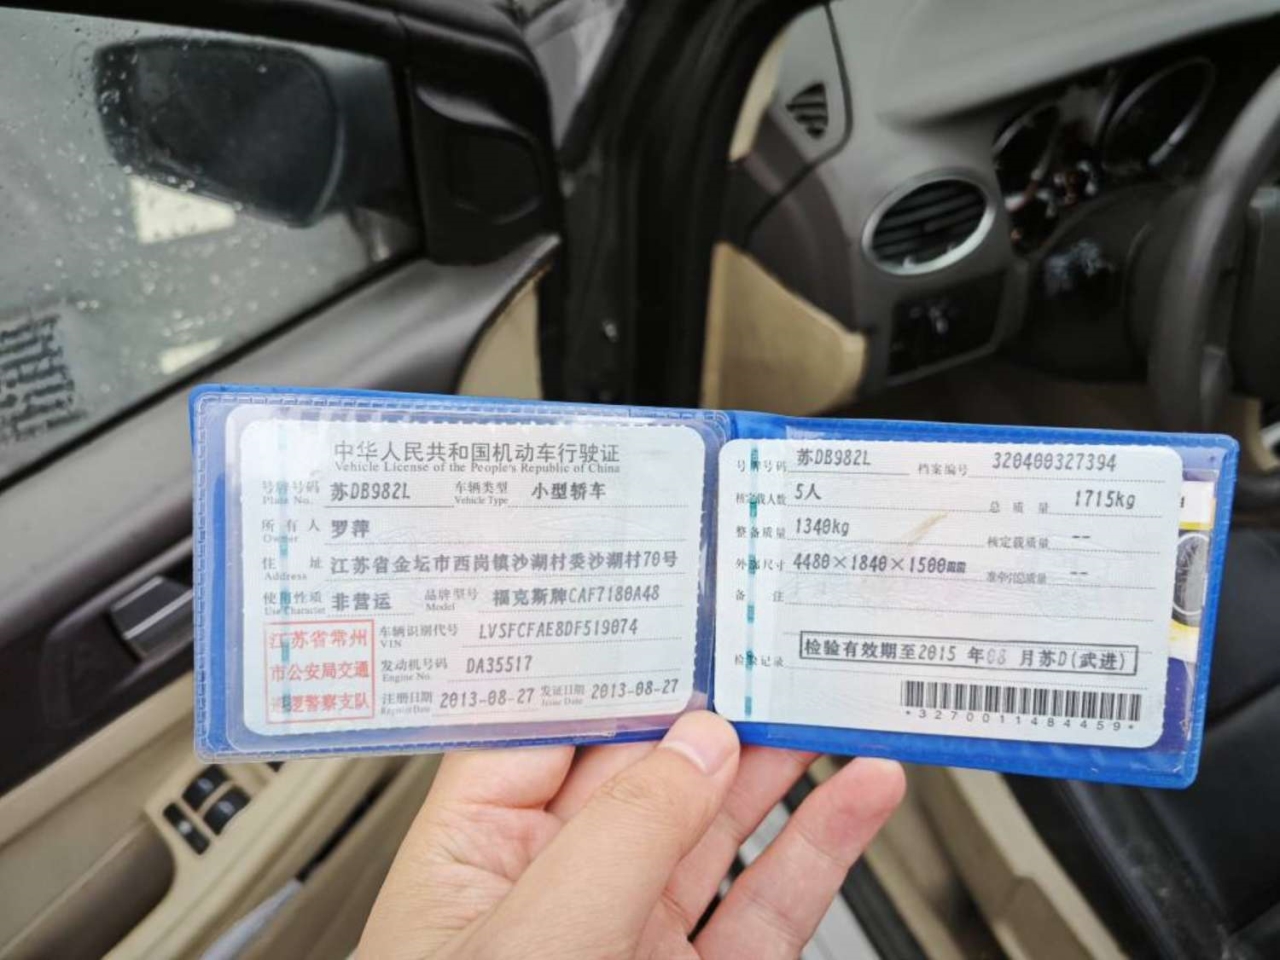 中华人民共和国机动车行驶证
Vehicle License of the People's Republic of China
号牌号码 苏DB982L 车辆类型 小型轿车
Plate No. Vehicle Type
所有人 罗萍
Owner
住址 江苏省金坛市西岗镇沙湖村委沙湖村70号
Address
使用性质 非营运 品牌型号 福克斯牌CAF7180A48
Use Character Model
江苏省常州
市公安局交通
巡逻警察支队
车辆识别代号 LVSFCFAE8DF519074
VIN
发动机号码 DA35517
Engine No.
注册日期 2013-08-27 发证日期 2013-08-27
Register Date Issue Date
号牌号码 苏DB982L 档案编号 320400327394
核定载人数 5人 总质量 1715kg
整备质量 1340kg 核定载质量 --
外廓尺寸 4480×1840×1500mm 准牵引总质量 --
备注
检验记录 检验有效期至2015年08月苏D(武进)
*3270011484459*